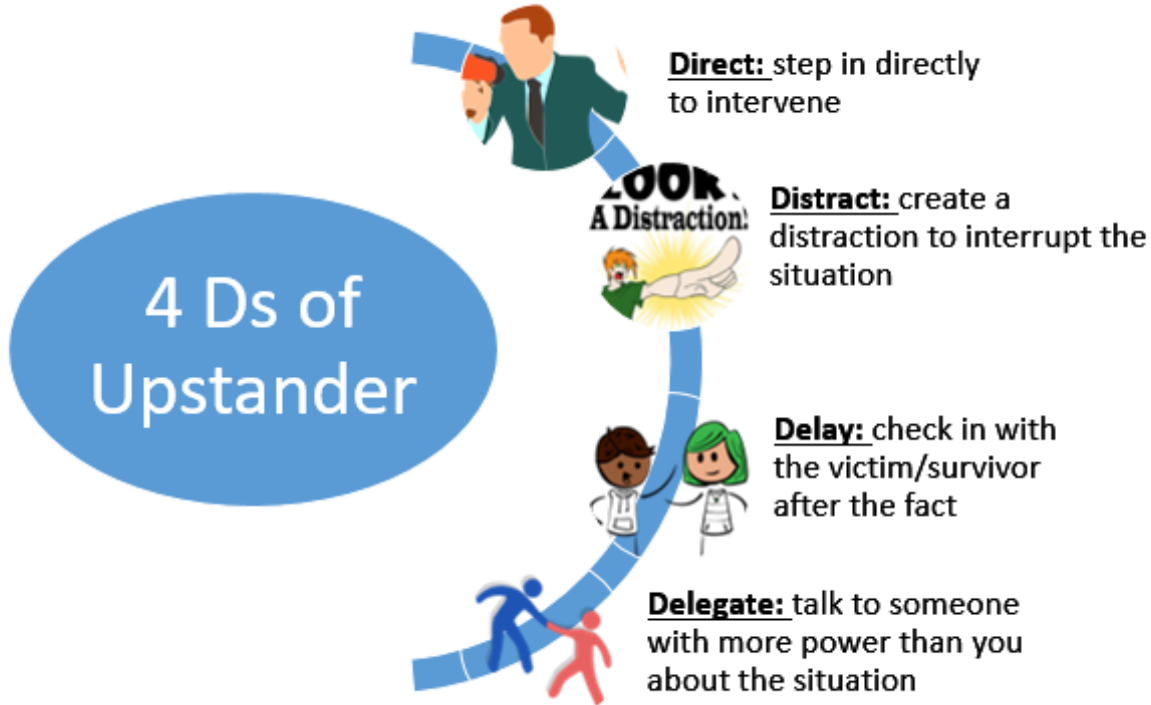 4 Ds of
Upstander
Direct: step in directly
to intervene
LOOK!
A Distraction!
Distract: create a
distraction to interrupt the
situation
Delay: check in with
the victim/survivor
after the fact
Delegate: talk to someone
with more power than you
about the situation